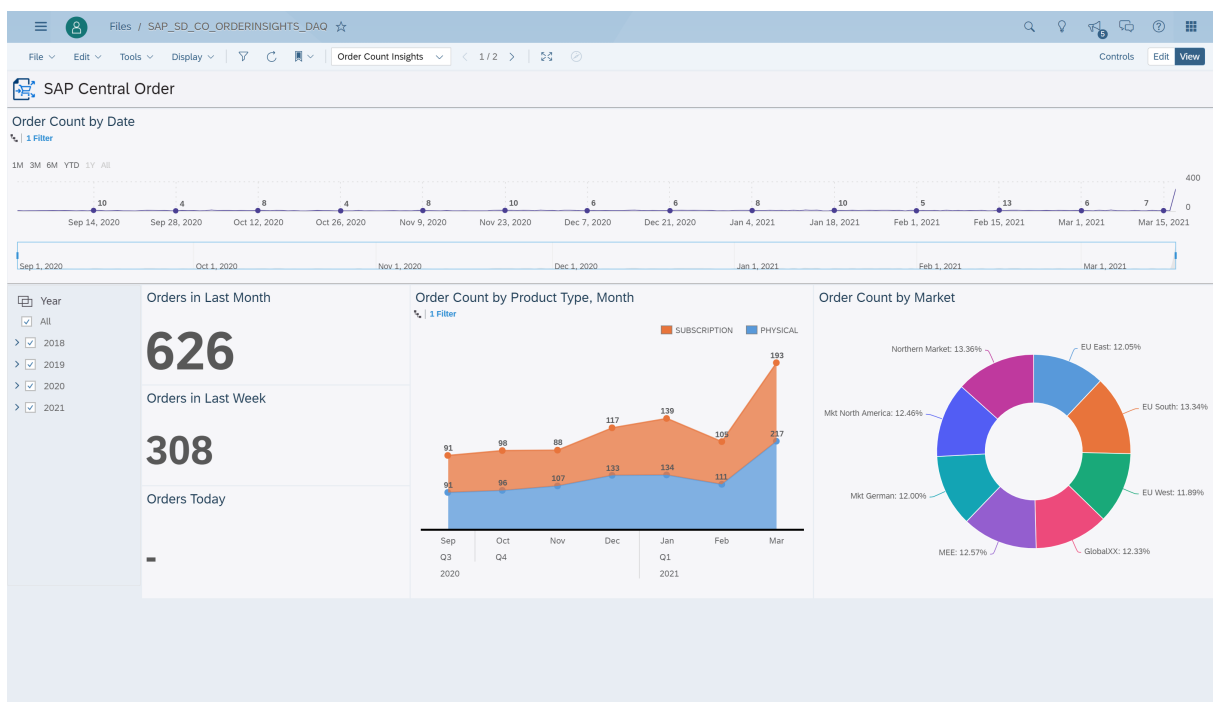 Files / SAP_SD_CO_ORDERINSIGHTS_DAQ
5
File Edit Tools Display Order Count Insights 1 / 2 Controls Edit View
SAP Central Order
Order Count by Date
1 Filter
1M 3M 6M YTD 1Y All
400
10 4 8 4 8 10 6 6 8 10 5 13 6 7 0
Sep 14, 2020 Sep 28, 2020 Oct 12, 2020 Oct 26, 2020 Nov 9, 2020 Nov 23, 2020 Dec 7, 2020 Dec 21, 2020 Jan 4, 2021 Jan 18, 2021 Feb 1, 2021 Feb 15, 2021 Mar 1, 2021 Mar 15, 2021
Sep 1, 2020 Oct 1, 2020 Nov 1, 2020 Dec 1, 2020 Jan 1, 2021 Feb 1, 2021 Mar 1, 2021
Year
All
2018
2019
2020
2021
Orders in Last Month
626
Orders in Last Week
308
Orders Today
-
Order Count by Product Type, Month
1 Filter
SUBSCRIPTION PHYSICAL
91 98 88 117 139 105 193
91 96 107 133 134 111 217
Sep Oct Nov Dec Jan Feb Mar
Q3 Q4 Q1
2020 2021
Order Count by Market
Northern Market: 13.36% EU East: 12.05%
Mkt North America: 12.46% EU South: 13.34%
Mkt German: 12.00% EU West: 11.89%
MEE: 12.57% GlobalXX: 12.33%